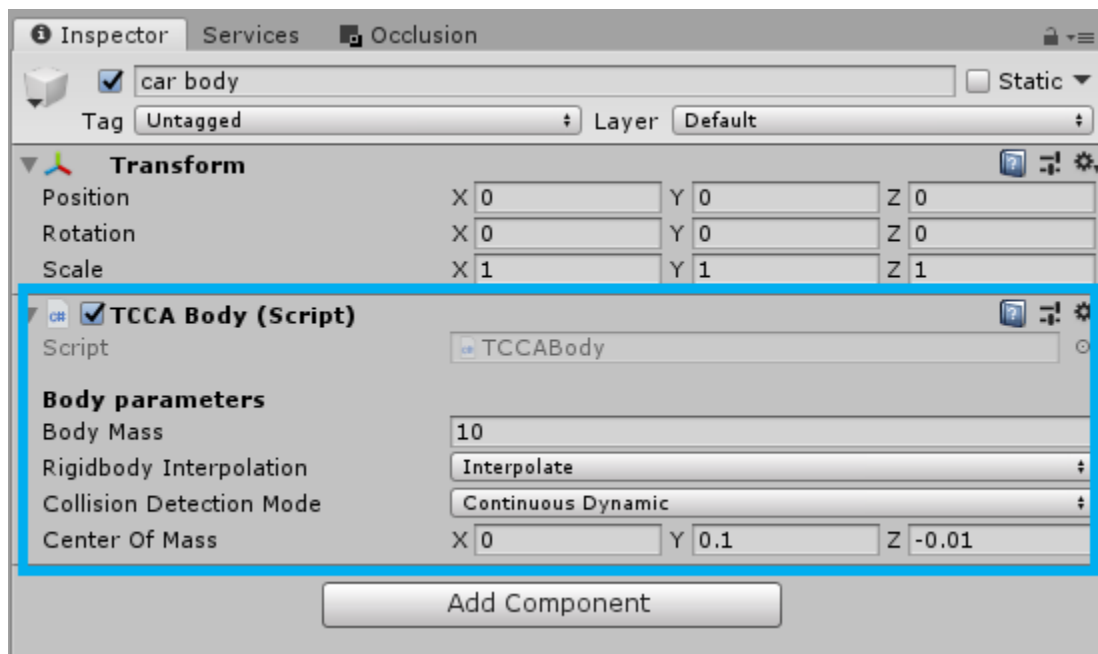 Inspector Services Occlusion
car body Static
Tag Untagged Layer Default
Transform
Position X 0 Y 0 Z 0
Rotation X 0 Y 0 Z 0
Scale X 1 Y 1 Z 1
C# TCCA Body (Script)
Script TCCABody
Body parameters
Body Mass 10
Rigidbody Interpolation Interpolate
Collision Detection Mode Continuous Dynamic
Center Of Mass X 0 Y 0.1 Z -0.01
Add Component